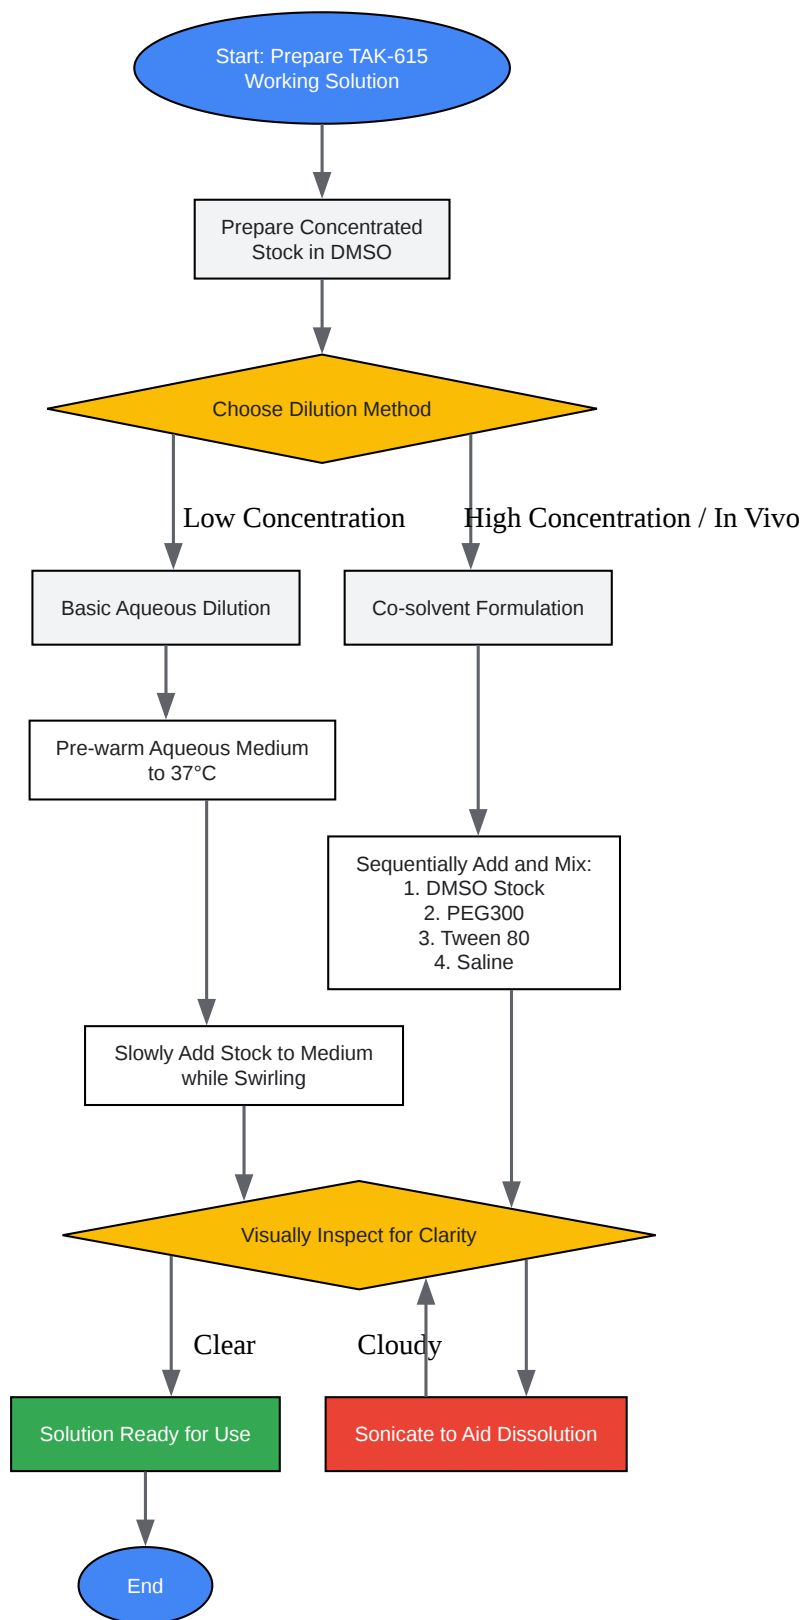 Start: Prepare TAK-615
Working Solution
Prepare Concentrated
Stock in DMSO
Choose Dilution Method
Low Concentration
High Concentration / In Vivo
Basic Aqueous Dilution
Co-solvent Formulation
Pre-warm Aqueous Medium
to 37°C
Sequentially Add and Mix:
1. DMSO Stock
2. PEG300
3. Tween 80
4. Saline
Slowly Add Stock to Medium
while Swirling
Visually Inspect for Clarity
Clear
Cloudy
Solution Ready for Use
Sonicate to Aid Dissolution
End